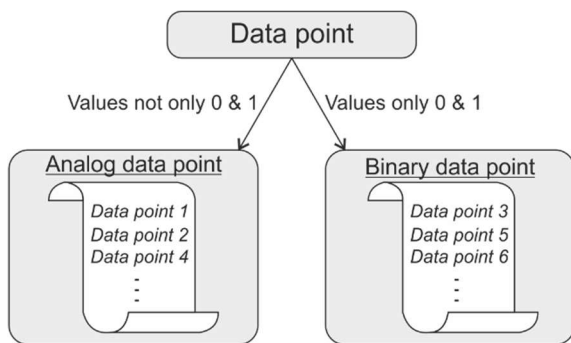 Data point
Values not only 0 & 1
Values only 0 & 1
Analog data point
Data point 1
Data point 2
Data point 4
Binary data point
Data point 3
Data point 5
Data point 6